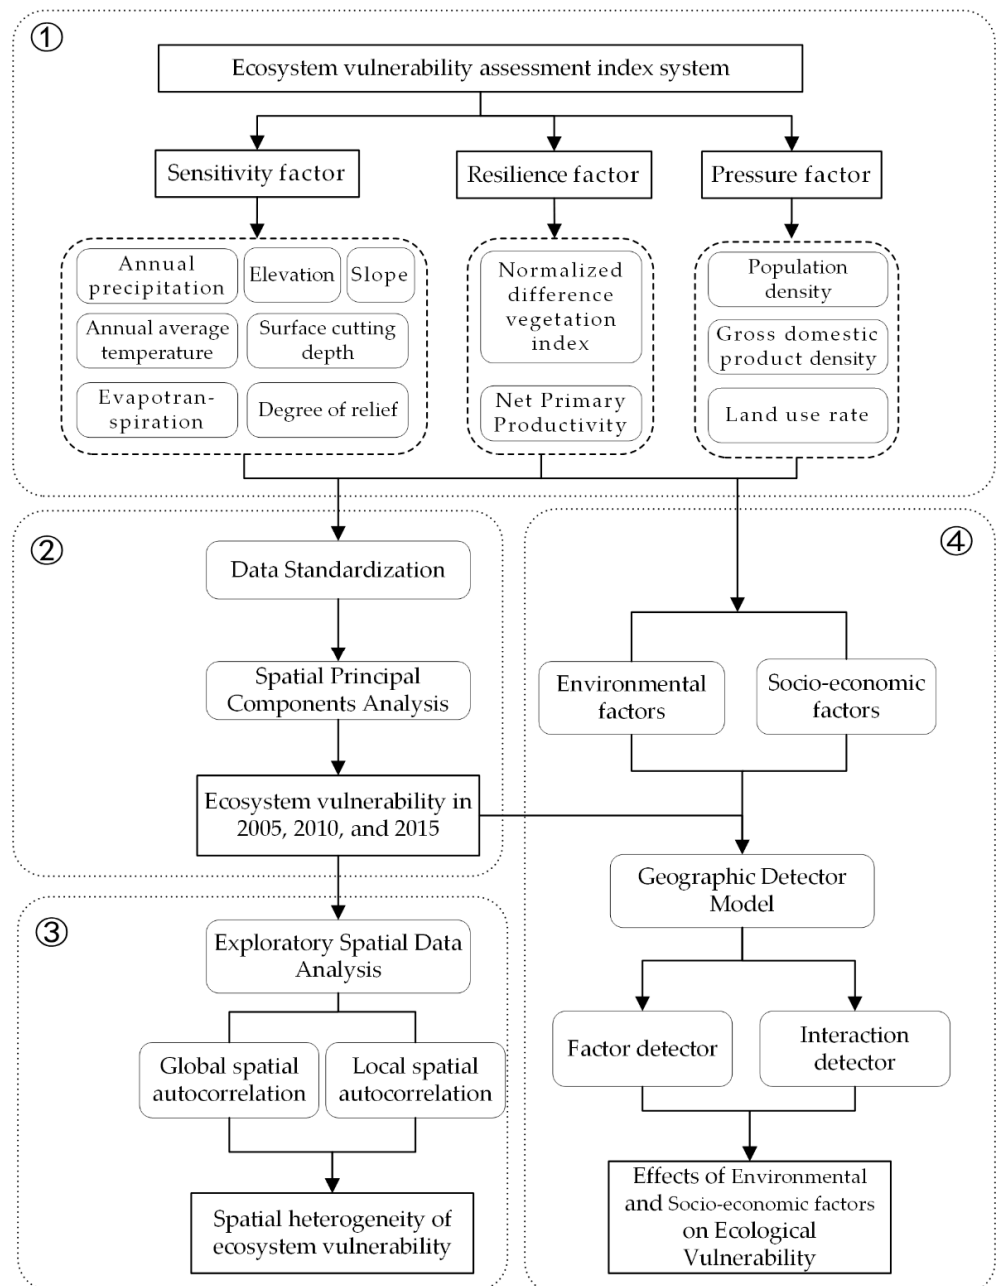 ①
Ecosystem vulnerability assessment index system
Sensitivity factor
Resilience factor
Pressure factor
Annual
precipitation
Elevation
Slope
Annual average
temperature
Surface cutting
depth
Evapotran-
spiration
Degree of relief
Normalized
difference
vegetation
index
Net Primary
Productivity
Population
density
Gross domestic
product density
Land use rate
②
Data Standardization
Spatial Principal
Components Analysis
Ecosystem vulnerability in
2005, 2010, and 2015
③
Exploratory Spatial Data
Analysis
Global spatial
autocorrelation
Local spatial
autocorrelation
Spatial heterogeneity of
ecosystem vulnerability
④
Environmental
factors
Socio-economic
factors
Geographic Detector
Model
Factor detector
Interaction
detector
Effects of Environmental
and Socio-economic factors
on Ecological
Vulnerability